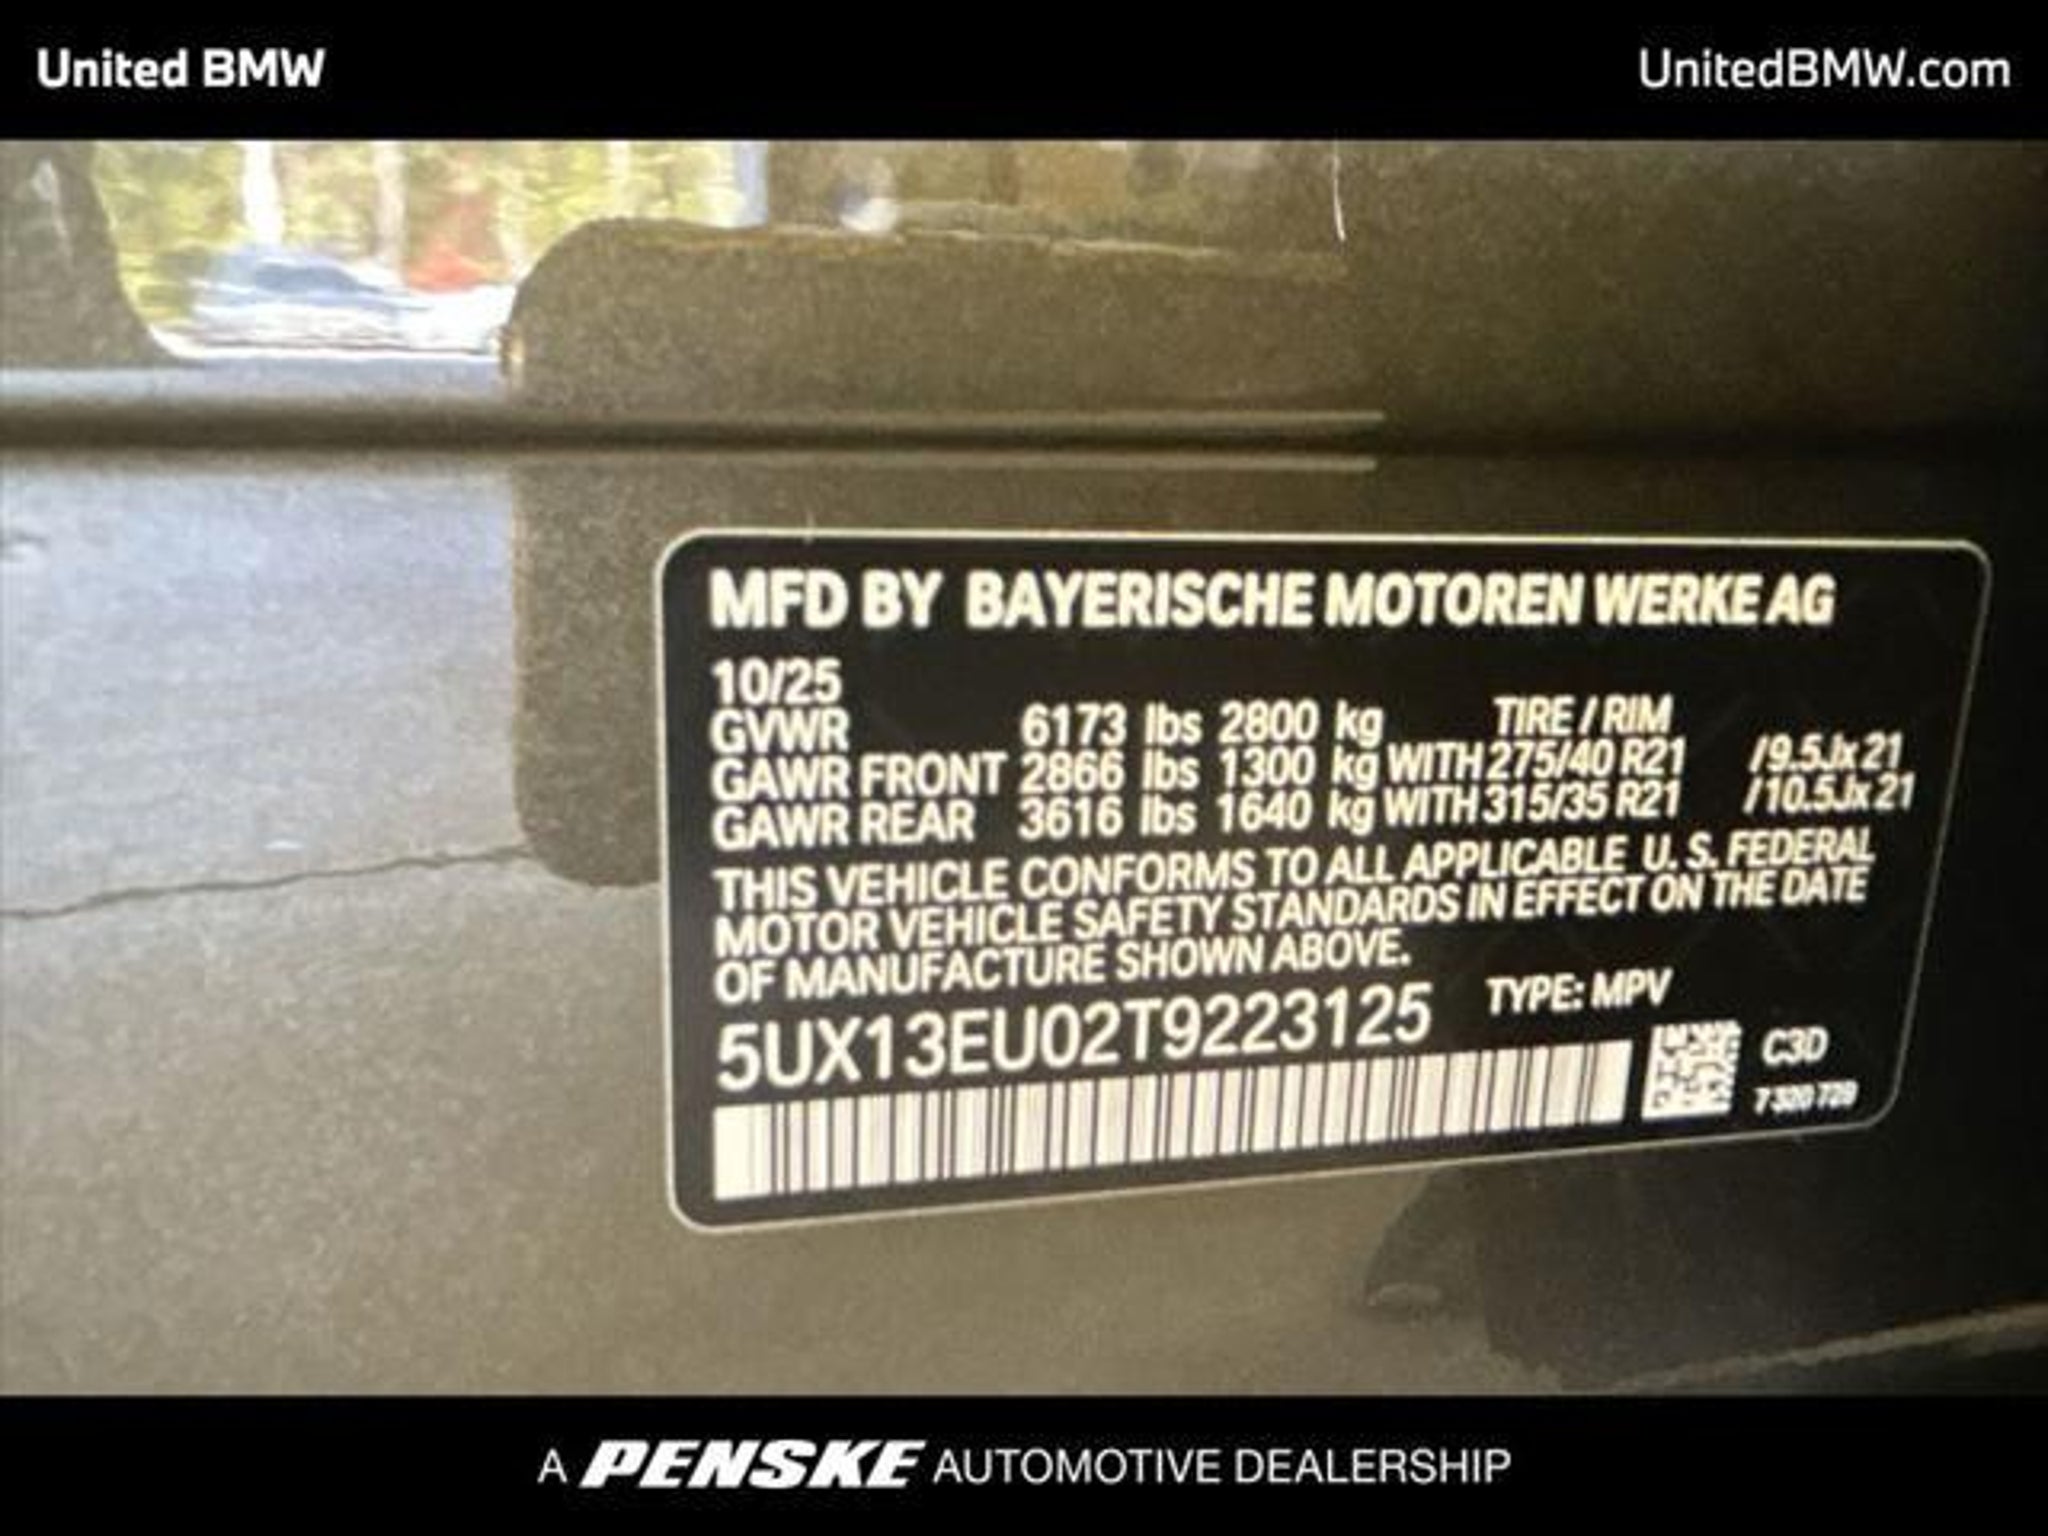 United BMW
UnitedBMW.com
MFD BY BAYERISCHE MOTOREN WERKE AG
10/25
GVWR 6173 lbs 2800 kg TIRE / RIM
GAWR FRONT 2866 lbs 1300 kg WITH 275/40 R21 /9.5Jx21
GAWR REAR 3616 lbs 1640 kg WITH 315/35 R21 /10.5Jx21
THIS VEHICLE CONFORMS TO ALL APPLICABLE U. S. FEDERAL
MOTOR VEHICLE SAFETY STANDARDS IN EFFECT ON THE DATE
OF MANUFACTURE SHOWN ABOVE.
5UX13EU02T9223125 TYPE: MPV
C3D
7 320 729
A PENSKE AUTOMOTIVE DEALERSHIP